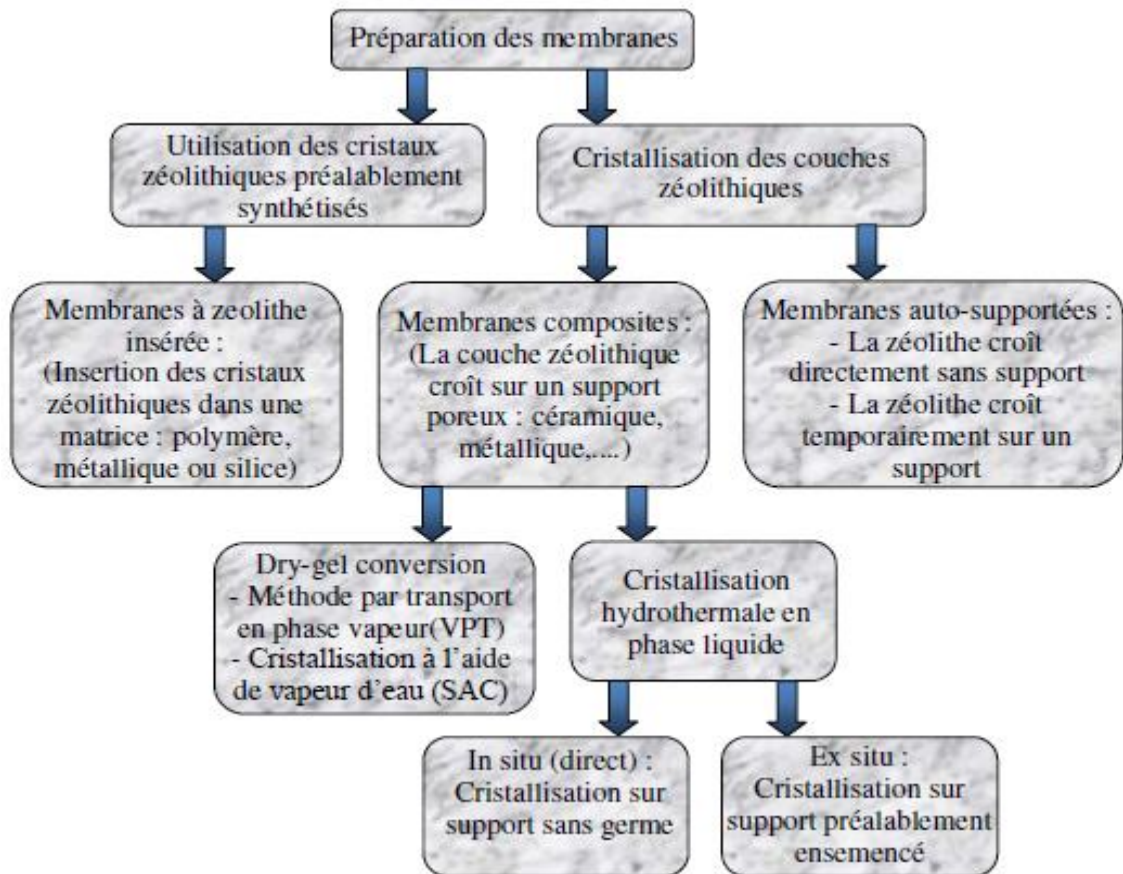 Préparation des membranes
Utilisation des cristaux
zéolithiques préalablement
synthétisés
Cristallisation des couches
zéolithiques
Membranes à zeolithe
insérée :
(Insertion des cristaux
zéolithiques dans une
matrice : polymère,
métallique ou silice)
Membranes composites :
(La couche zéolithique
croît sur un support
poreux : céramique,
métallique,....)
Membranes auto-supportées :
- La zéolithe croît
directement sans support
- La zéolithe croît
temporairement sur un
support
Dry-gel conversion
- Méthode par transport
en phase vapeur(VPT)
- Cristallisation à l'aide
de vapeur d'eau (SAC)
Cristallisation
hydrothermale en
phase liquide
In situ (direct) :
Cristallisation sur
support sans germe
Ex situ :
Cristallisation sur
support préalablement
ensemencé